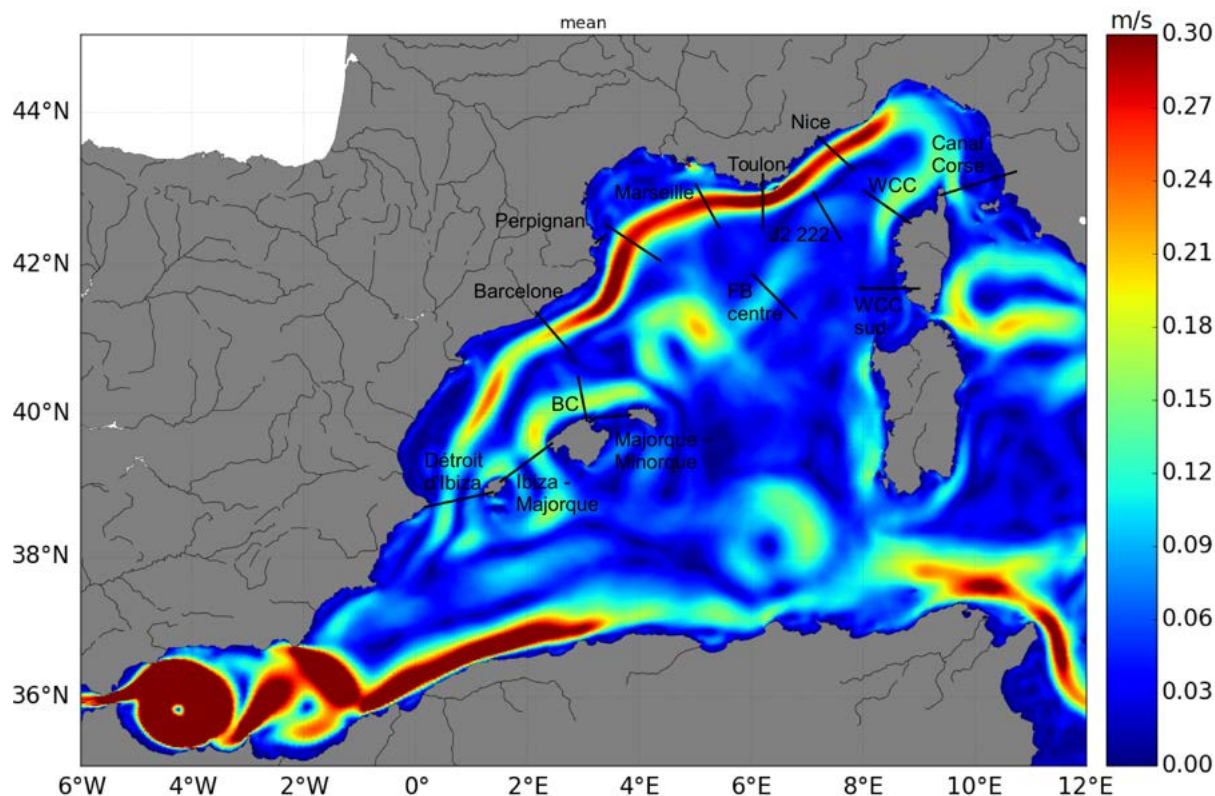 mean
m/s
0.30
0.27
0.24
0.21
0.18
0.15
0.12
0.09
0.06
0.03
0.00
44°N
42°N
40°N
38°N
36°N
6°W
4°W
2°W
0°
2°E
4°E
6°E
8°E
10°E
12°E
Nice
Canal
Corse
Toulon
Marseille
WCC
Perpignan
J2 222
Barcelone
FB
centre
WCC
sud
BC
Majorque -
Minorque
Détroit
d'Ibiza
Ibiza -
Majorque